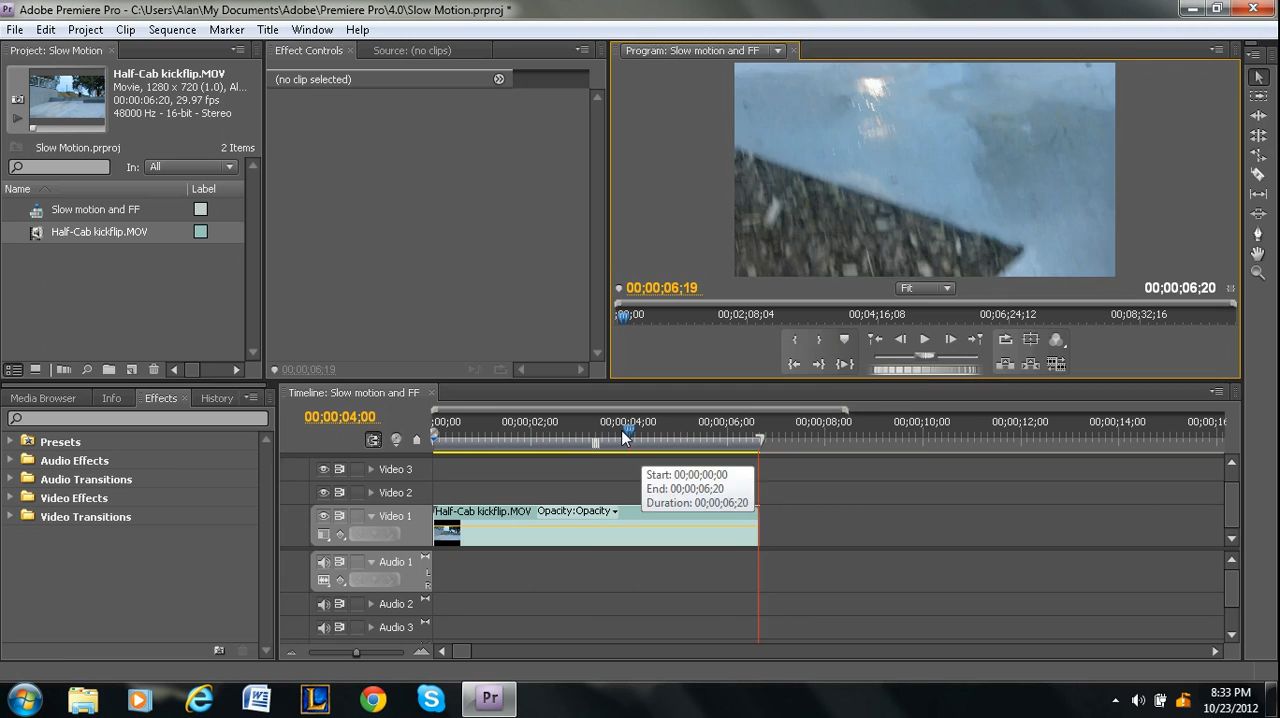 Adobe Premiere Pro - C:\Users\Alan\My Documents\Adobe\Premiere Pro\4.0\Slow Motion.prproj *
File Edit Project Clip Sequence Marker Title Window Help
Project: Slow Motion
Half-Cab kickflip.MOV
Movie, 1280 x 720 (1.0), Al...
00:00:06:20, 29.97 fps
48000 Hz - 16-bit - Stereo
Slow Motion.prproj 2 Items
In: All
Name Label
Slow motion and FF
Half-Cab kickflip.MOV
Effect Controls Source: (no clips)
(no clip selected)
00;00;06;19
Program: Slow motion and FF
00;00;06;19 Fit 00;00;06;20
;00;00 00;02;08;04 00;04;16;08 00;06;24;12 00;08;32;16
Media Browser Info Effects History
Presets
Audio Effects
Audio Transitions
Video Effects
Video Transitions
Timeline: Slow motion and FF
00;00;04;00 ;00;00 00;00;02;00 00;00;04;00 00;00;06;00 00;00;08;00 00;00;10;00 00;00;12;00 00;00;14;00 00;00;16
Start: 00;00;00;00
End: 00;00;06;20
Duration: 00;00;06;20
Video 3
Video 2
Video 1 Half-Cab kickflip.MOV Opacity:Opacity
Audio 1
L
R
Audio 2
Audio 3
Pr
8:33 PM
10/23/2012